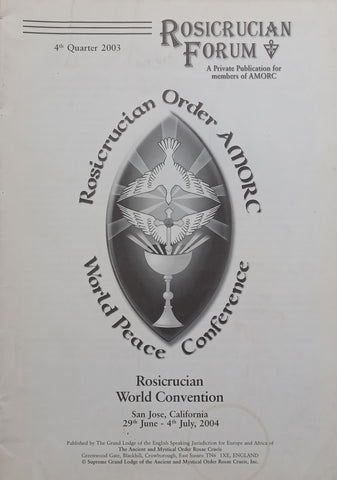 4th Quarter 2003
ROSICRUCIAN
FORUM
A Private Publication for
members of AMORC
Rosicrucian Order AMORC
World Peace Conference
Rosicrucian
World Convention
San Jose, California
29th June - 4th July, 2004
Published by The Grand Lodge of the English Speaking Jurisdiction for Europe and Africa of
The Ancient and Mystical Order Rosae Crucis
Greenwood Gate, Blackhill, Crowborough, East Sussex TN6 1XE, ENGLAND
© Supreme Grand Lodge of the Ancient and Mystical Order Rosae Crucis, Inc.